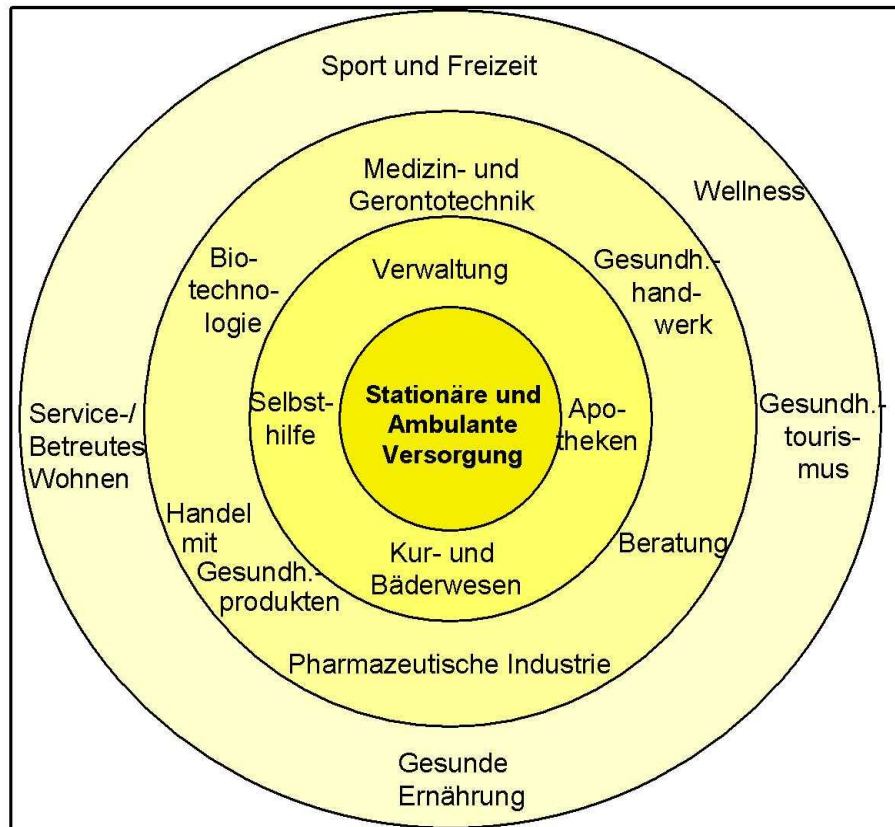 Sport und Freizeit
Medizin- und
Gerontotechnik
Wellness
Bio-
techno-
logie
Verwaltung
Gesundh.-
hand-
werk
Service-/
Betreutes
Wohnen
Selbst-
hilfe
Stationäre und
Ambulante
Versorgung
Apo-
theken
Gesundh.-
touris-
mus
Handel
mit
Gesundh.-
produkten
Kur- und
Bäderwesen
Beratung
Pharmazeutische Industrie
Gesunde
Ernährung